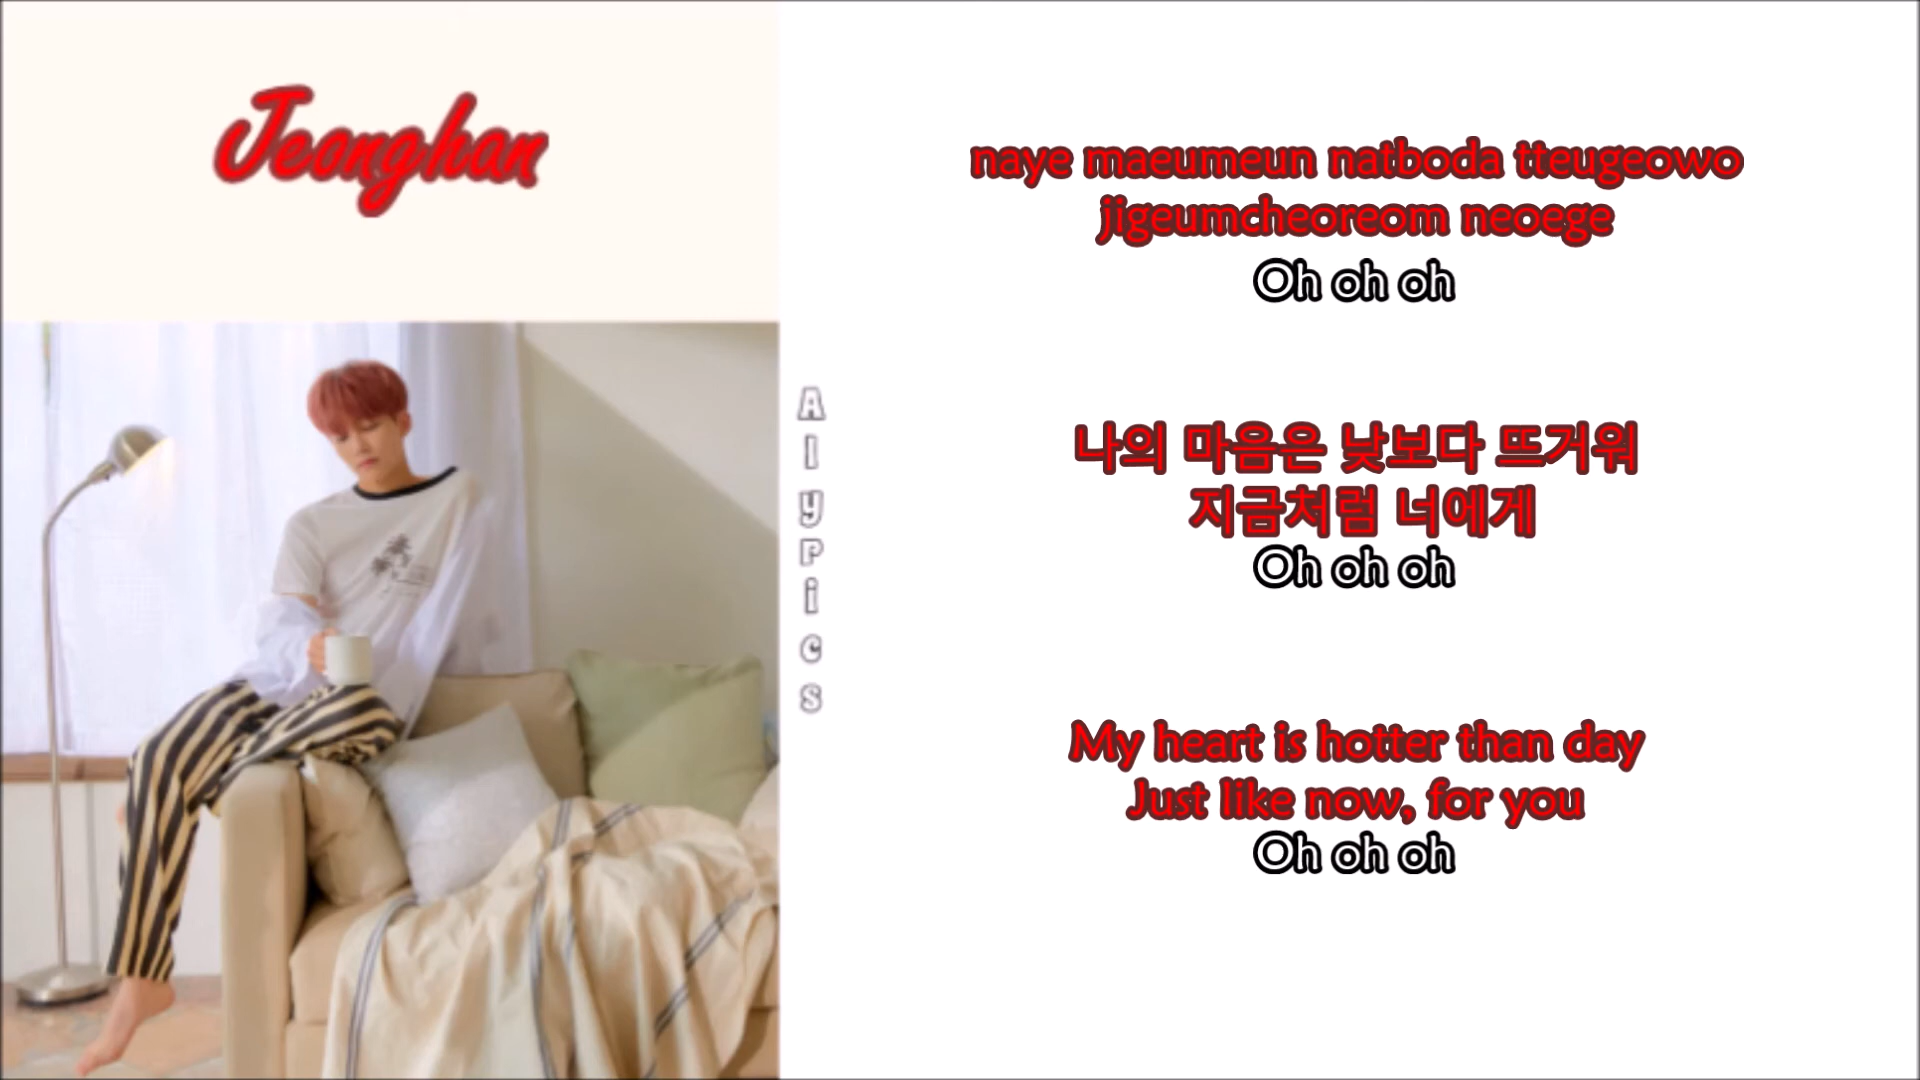 Jeonghan
naye maeumeun natboda tteugeowo
jigeumcheoreom neoege
Oh oh oh
나의 마음은 낮보다 뜨거워
지금처럼 너에게
Oh oh oh
My heart is hotter than day
Just like now, for you
Oh oh oh
AlyPics